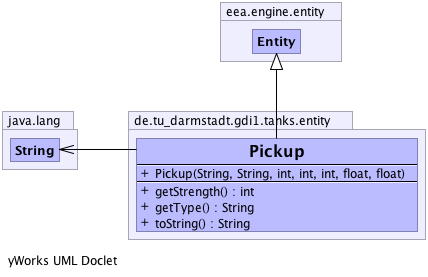 eea.engine.entity
Entity
java.lang
String
de.tu_darmstadt.gdi1.tanks.entity
Pickup
+ Pickup(String, String, int, int, int, float, float)
+ getStrength() : int
+ getType() : String
+ toString() : String
yWorks UML Doclet